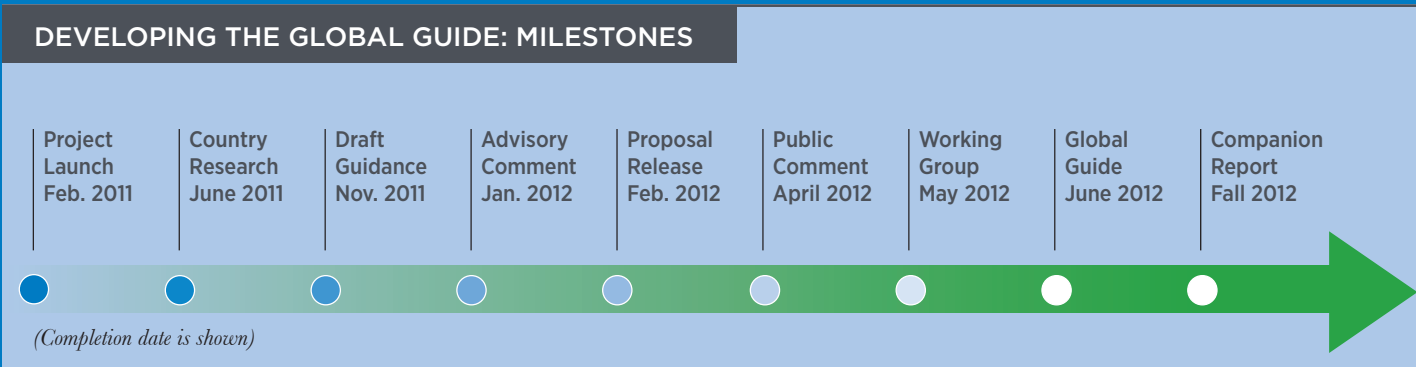 DEVELOPING THE GLOBAL GUIDE: MILESTONES
Project
Launch
Feb. 2011
Country
Research
June 2011
Draft
Guidance
Nov. 2011
Advisory
Comment
Jan. 2012
Proposal
Release
Feb. 2012
Public
Comment
April 2012
Working
Group
May 2012
Global
Guide
June 2012
Companion
Report
Fall 2012
(Completion date is shown)